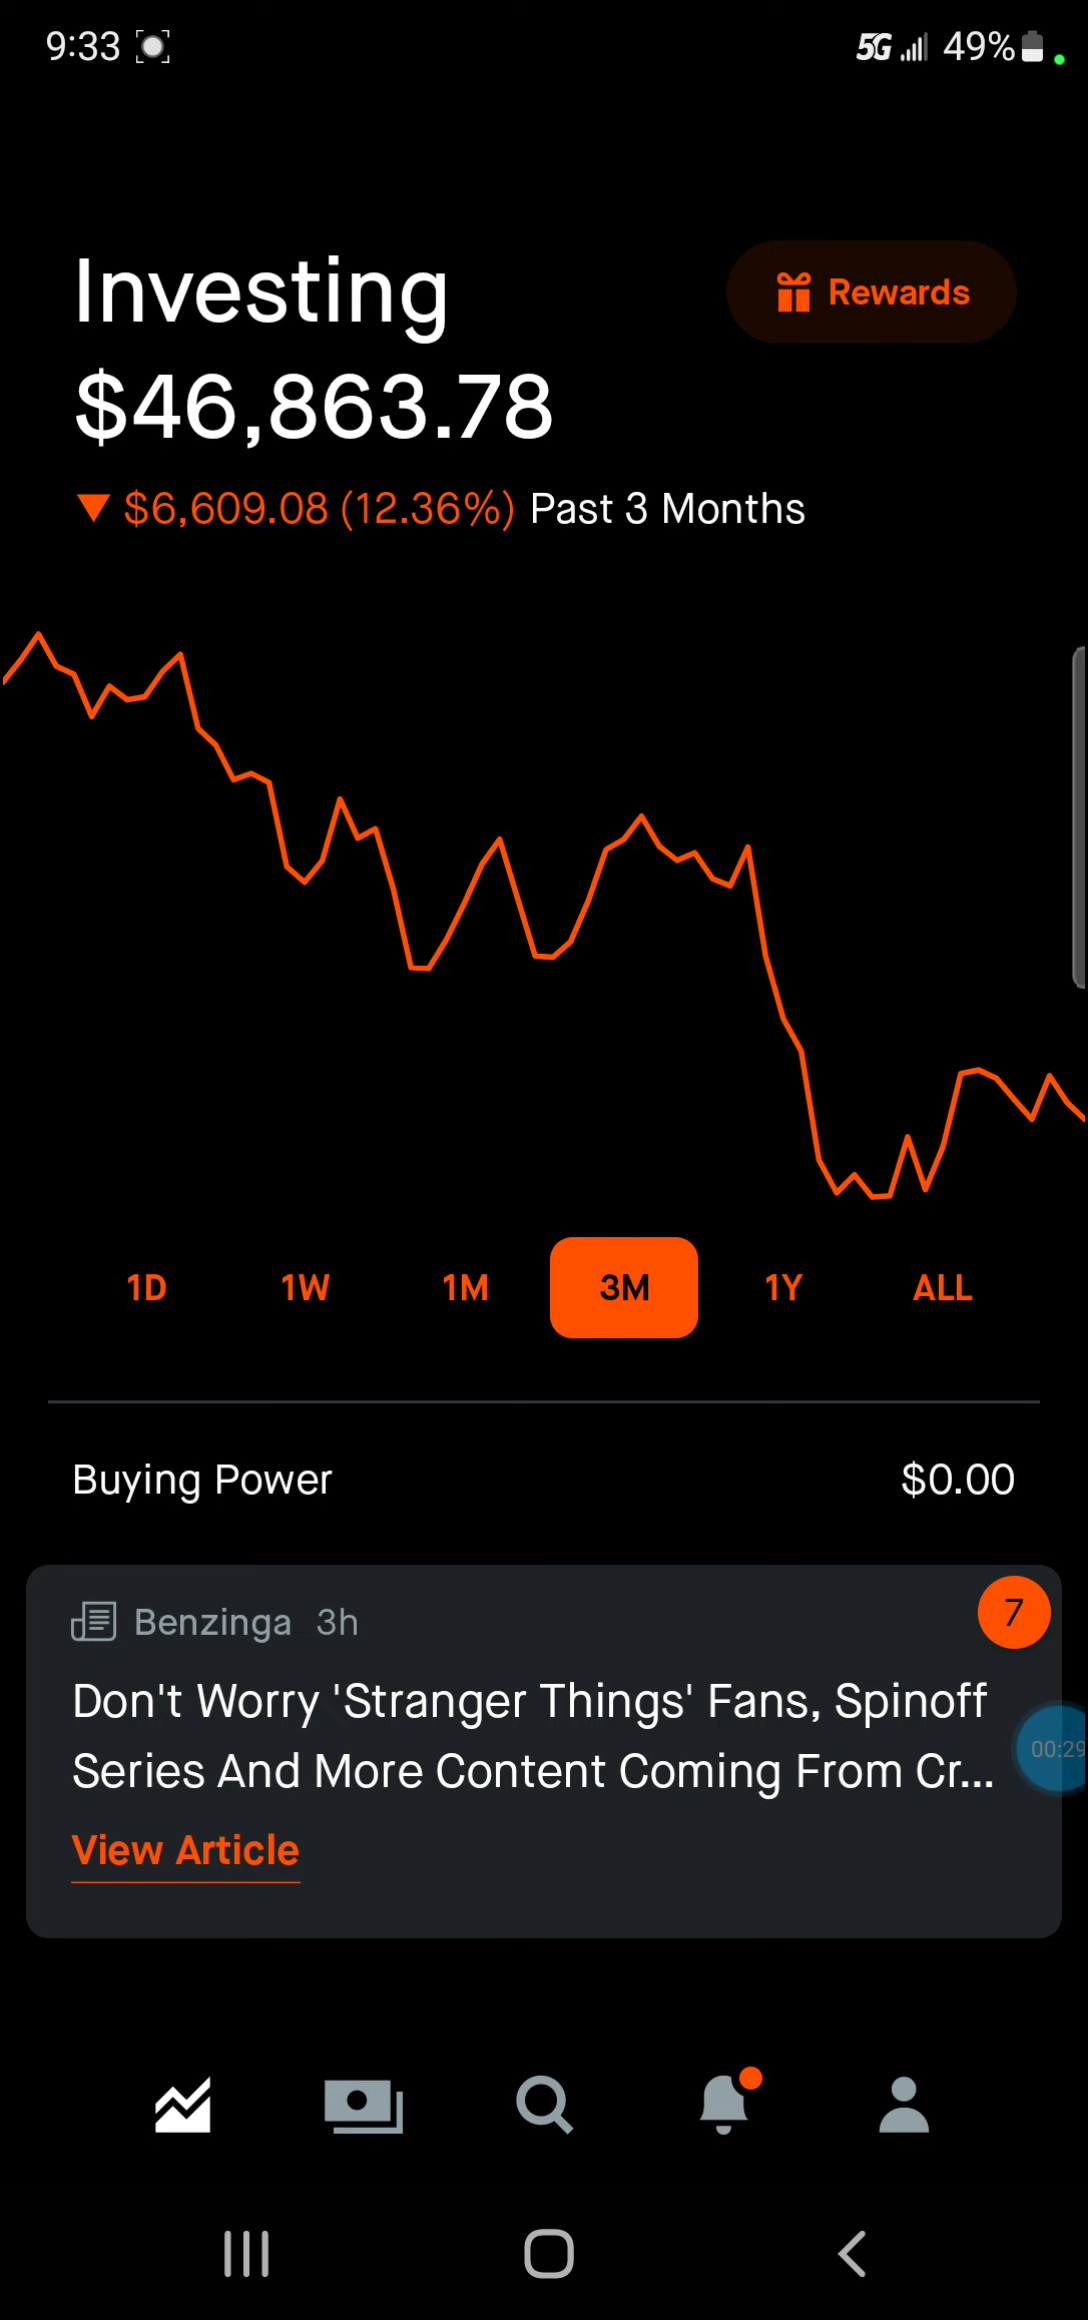 9:33
5G 49%
Investing
Rewards
$46,863.78
▼ $6,609.08 (12.36%) Past 3 Months
1D 1W 1M 3M 1Y ALL
Buying Power $0.00
Benzinga 3h
7
Don't Worry 'Stranger Things' Fans, Spinoff
Series And More Content Coming From Cr...
00:29
View Article